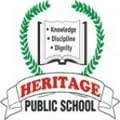 • Knowledge
• Discipline
• Dignity
HERITAGE
PUBLIC SCHOOL